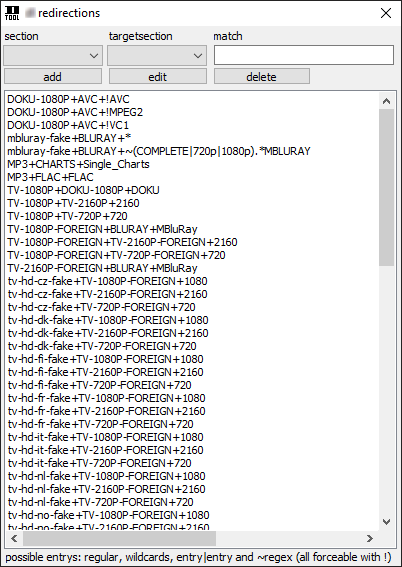 TOOL redirections
section targetsection match
add edit delete
DOKU-1080P+AVC+!AVC
DOKU-1080P+AVC+!MPEG2
DOKU-1080P+AVC+!VC1
mbluray-fake+BLURAY+*
mbluray-fake+BLURAY+~(COMPLETE|720p|1080p).*MBLURAY
MP3+CHARTS+Single_Charts
MP3+FLAC+FLAC
TV-1080P+DOKU-1080P+DOKU
TV-1080P+TV-2160P+2160
TV-1080P+TV-720P+720
TV-1080P-FOREIGN+BLURAY+MBluRay
TV-1080P-FOREIGN+TV-2160P-FOREIGN+2160
TV-1080P-FOREIGN+TV-720P-FOREIGN+720
TV-2160P-FOREIGN+BLURAY+MBluRay
tv-hd-cz-fake+TV-1080P-FOREIGN+1080
tv-hd-cz-fake+TV-2160P-FOREIGN+2160
tv-hd-cz-fake+TV-720P-FOREIGN+720
tv-hd-dk-fake+TV-1080P-FOREIGN+1080
tv-hd-dk-fake+TV-2160P-FOREIGN+2160
tv-hd-dk-fake+TV-720P-FOREIGN+720
tv-hd-fi-fake+TV-1080P-FOREIGN+1080
tv-hd-fi-fake+TV-2160P-FOREIGN+2160
tv-hd-fi-fake+TV-720P-FOREIGN+720
tv-hd-fr-fake+TV-1080P-FOREIGN+1080
tv-hd-fr-fake+TV-2160P-FOREIGN+2160
tv-hd-fr-fake+TV-720P-FOREIGN+720
tv-hd-it-fake+TV-1080P-FOREIGN+1080
tv-hd-it-fake+TV-2160P-FOREIGN+2160
tv-hd-it-fake+TV-720P-FOREIGN+720
tv-hd-nl-fake+TV-1080P-FOREIGN+1080
tv-hd-nl-fake+TV-2160P-FOREIGN+2160
tv-hd-nl-fake+TV-720P-FOREIGN+720
tv-hd-no-fake+TV-1080P-FOREIGN+1080
tv-hd-no-fake+TV-2160P-FOREIGN+2160
possible entrys: regular, wildcards, entry|entry and ~regex (all forceable with !)